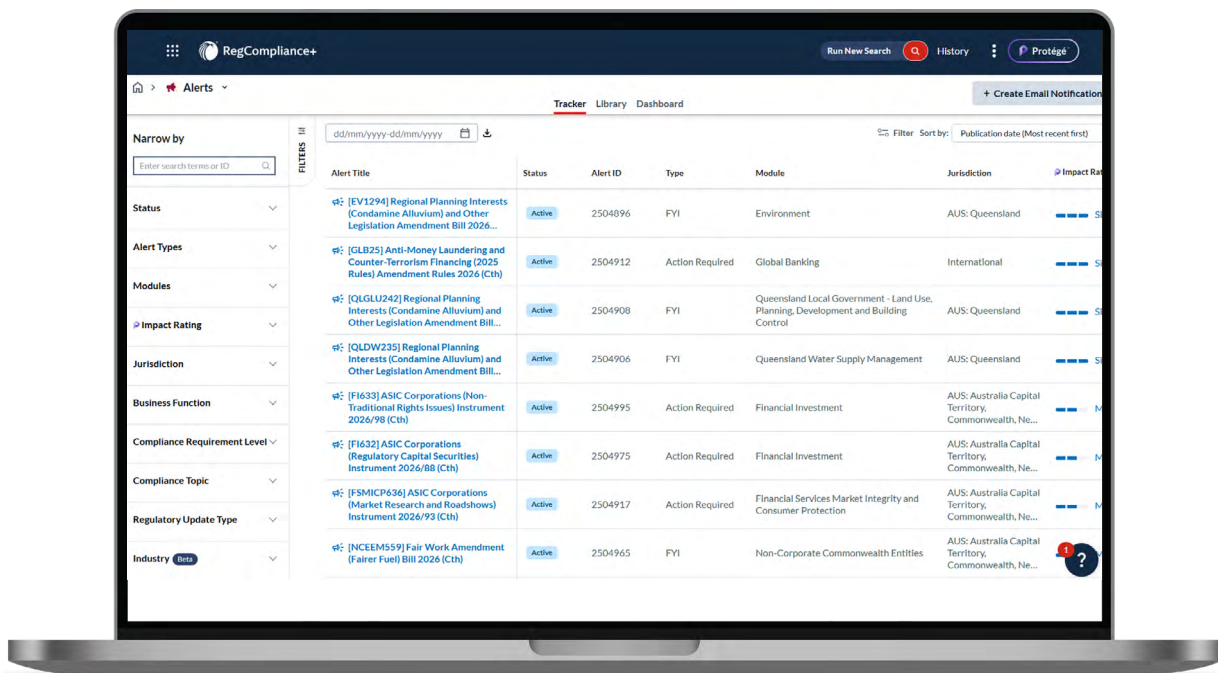 RegCompliance+
Run New Search
History
Protégé™
Alerts
+ Create Email Notification
Tracker Library Dashboard
Narrow by
Enter search terms or ID
FILTERS
dd/mm/yyyy-dd/mm/yyyy
Filter Sort by: Publication date (Most recent first)
Alert Title Status Alert ID Type Module Jurisdiction Impact Rat
Status
Alert Types
Modules
Impact Rating
Jurisdiction
Business Function
Compliance Requirement Level
Compliance Topic
Regulatory Update Type
Industry Beta
[EV1294] Regional Planning Interests
(Condamine Alluvium) and Other
Legislation Amendment Bill 2026...
Active 2504896 FYI Environment AUS: Queensland Si
[GLB25] Anti-Money Laundering and
Counter-Terrorism Financing (2025
Rules) Amendment Rules 2026 (Cth)
Active 2504912 Action Required Global Banking International Si
[QLGLU242] Regional Planning
Interests (Condamine Alluvium) and
Other Legislation Amendment Bill...
Active 2504908 FYI
Queensland Local Government - Land Use,
Planning, Development and Building
Control
AUS: Queensland Si
[QLDW235] Regional Planning
Interests (Condamine Alluvium) and
Other Legislation Amendment Bill...
Active 2504906 FYI Queensland Water Supply Management AUS: Queensland Si
[FI633] ASIC Corporations (Non-
Traditional Rights Issues) Instrument
2026/98 (Cth)
Active 2504995 Action Required Financial Investment
AUS: Australia Capital
Territory,
Commonwealth, Ne...
M
[FI632] ASIC Corporations
(Regulatory Capital Securities)
Instrument 2026/88 (Cth)
Active 2504975 Action Required Financial Investment
AUS: Australia Capital
Territory,
Commonwealth, Ne...
M
[FSMICP636] ASIC Corporations
(Market Research and Roadshows)
Instrument 2026/93 (Cth)
Active 2504917 Action Required
Financial Services Market Integrity and
Consumer Protection
AUS: Australia Capital
Territory,
Commonwealth, Ne...
M
[NCEEM559] Fair Work Amendment
(Fairer Fuel) Bill 2026 (Cth)
Active 2504965 FYI Non-Corporate Commonwealth Entities
AUS: Australia Capital
Territory,
Commonwealth, Ne...
1
?